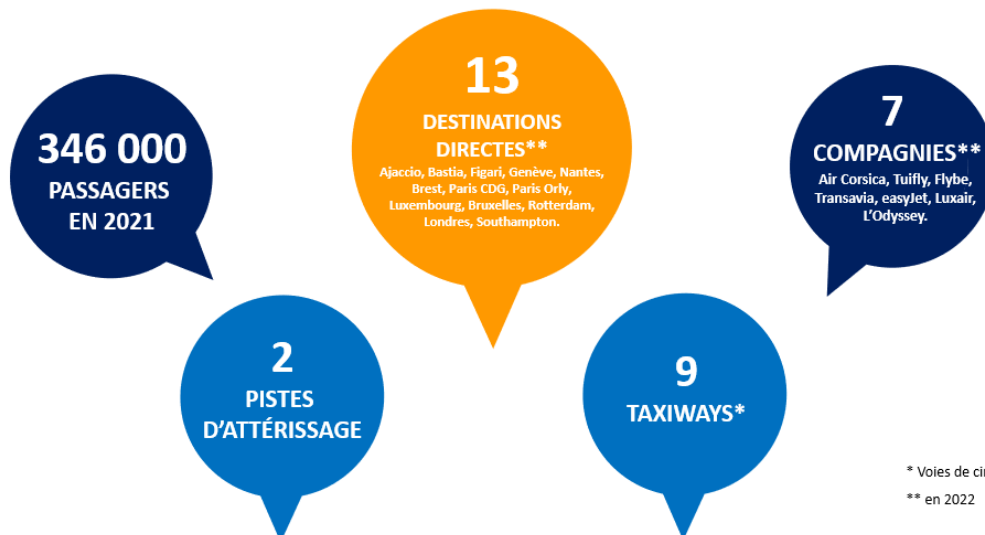 346 000
PASSAGERS
EN 2021
13
DESTINATIONS
DIRECTES**
Ajaccio, Bastia, Figari, Genève, Nantes,
Brest, Paris CDG, Paris Orly,
Luxembourg, Bruxelles, Rotterdam,
Londres, Southampton.
7
COMPAGNIES**
Air Corsica, Tuifly, Flybe,
Transavia, easyJet, Luxair,
L'Odyssey.
2
PISTES
D'ATTÉRISSAGE
9
TAXIWAYS*
* Voies de
** en 2022